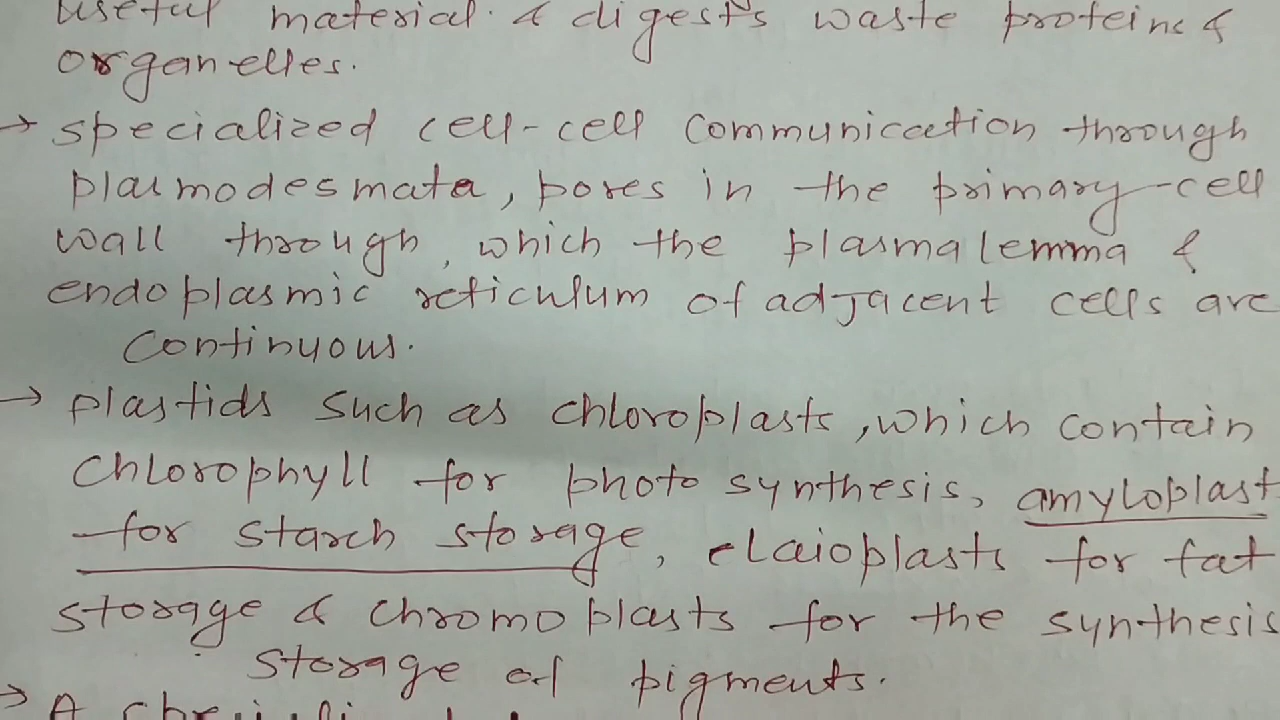 useful material. & digests waste proteins &
organelles.
→ specialized cell-cell communication through
plasmodesmata, pores in the primary-cell
wall through, which the plasmalemma &
endoplasmic reticulum of adjacent cells are
continuous.
→ plastids such as chloroplasts, which contain
chlorophyll for photo synthesis, amyloplast
for starch storage, elaioplasts for fat
storage & chromoplasts for the synthesis
storage of pigments.
→ A